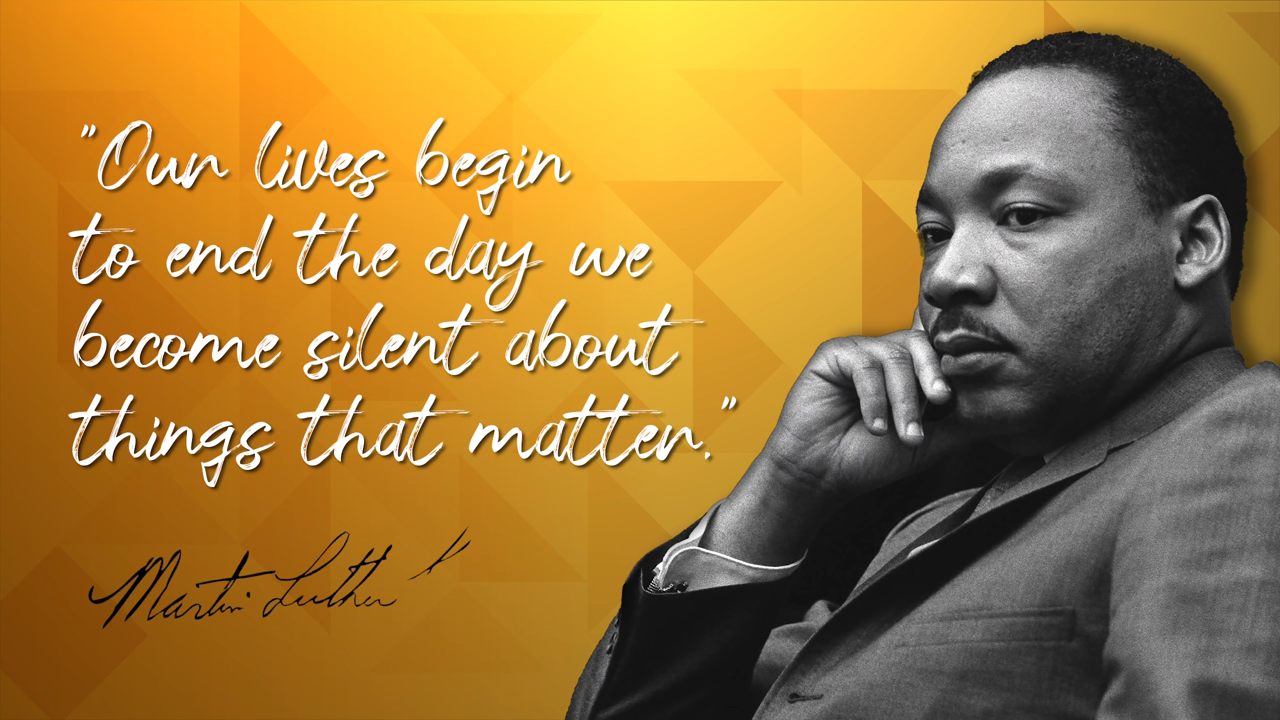 "Our lives begin
to end the day we
become silent about
things that matter."
Martin Luther K